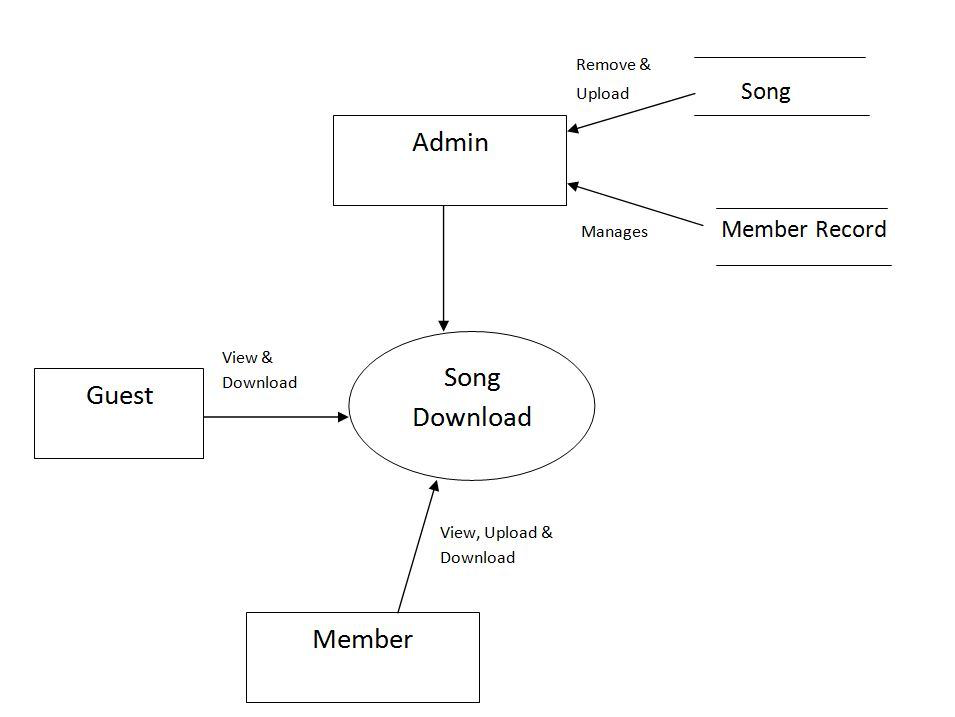 Remove &
Upload
Song
Admin
Manages
Member Record
View &
Download
Guest
Song
Download
View, Upload &
Download
Member